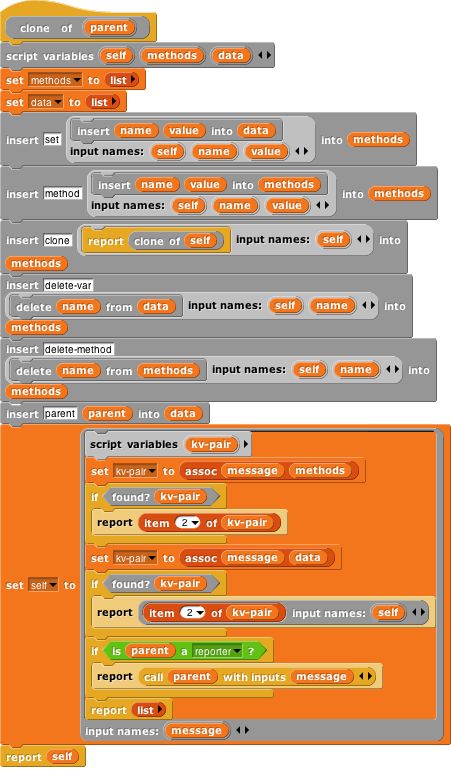 clone of parent
script variables self methods data
set methods to list
set data to list
insert name value into data
insert set into methods
input names: self name value
insert name value into methods
insert method into methods
input names: self name value
insert clone report clone of self input names: self into
methods
insert delete-var
delete name from data input names: self name into
methods
insert delete-method
delete name from methods input names: self name into
methods
insert parent parent into data
script variables kv-pair
set kv-pair to assoc message methods
if found? kv-pair
report item 2 of kv-pair
set kv-pair to assoc message data
if found? kv-pair
set self to
report item 2 of kv-pair input names: self
if is parent a reporter ?
report call parent with inputs message
report list
input names: message
report self